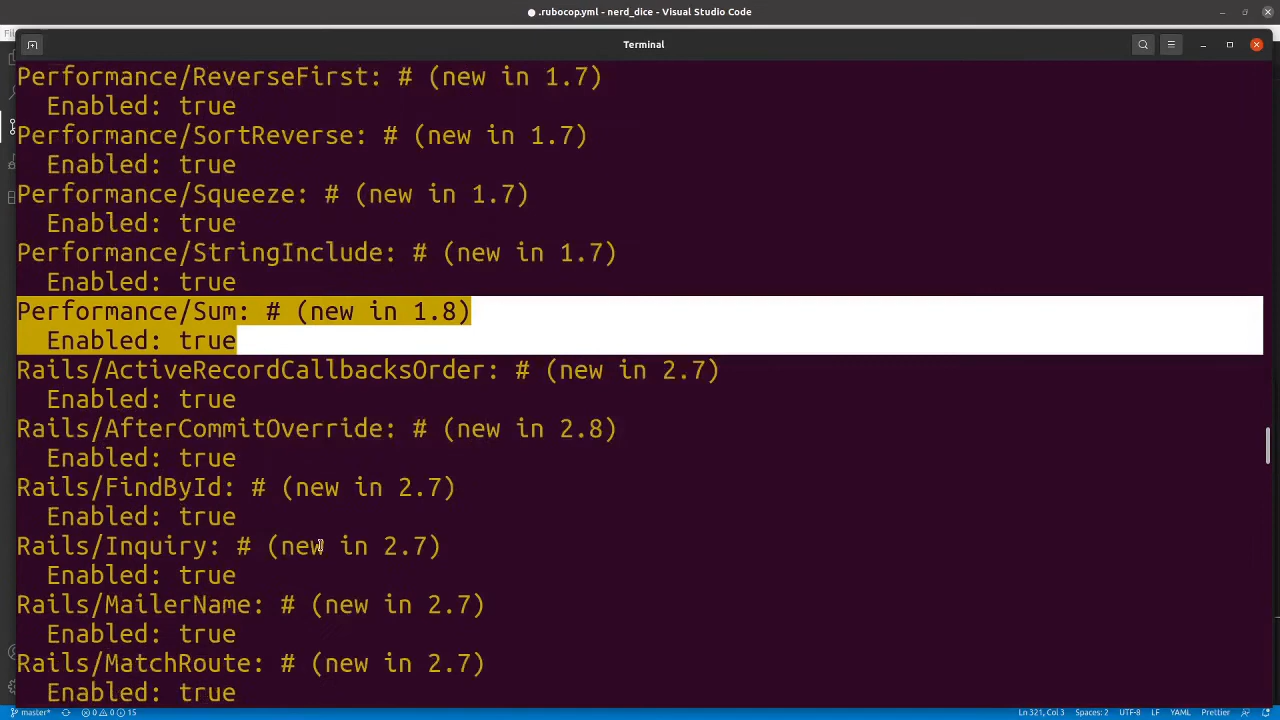 .rubocop.yml - nerd_dice - Visual Studio Code
Fil
Terminal
Performance/ReverseFirst: # (new in 1.7)
  Enabled: true
Performance/SortReverse: # (new in 1.7)
  Enabled: true
Performance/Squeeze: # (new in 1.7)
  Enabled: true
Performance/StringInclude: # (new in 1.7)
  Enabled: true
Performance/Sum: # (new in 1.8)
  Enabled: true
Rails/ActiveRecordCallbacksOrder: # (new in 2.7)
  Enabled: true
Rails/AfterCommitOverride: # (new in 2.8)
  Enabled: true
Rails/FindById: # (new in 2.7)
  Enabled: true
Rails/Inquiry: # (new in 2.7)
  Enabled: true
Rails/MailerName: # (new in 2.7)
  Enabled: true
Rails/MatchRoute: # (new in 2.7)
  Enabled: true
master* 0 0 15 Ln 321, Col 3 Spaces: 2 UTF-8 LF YAML Prettier